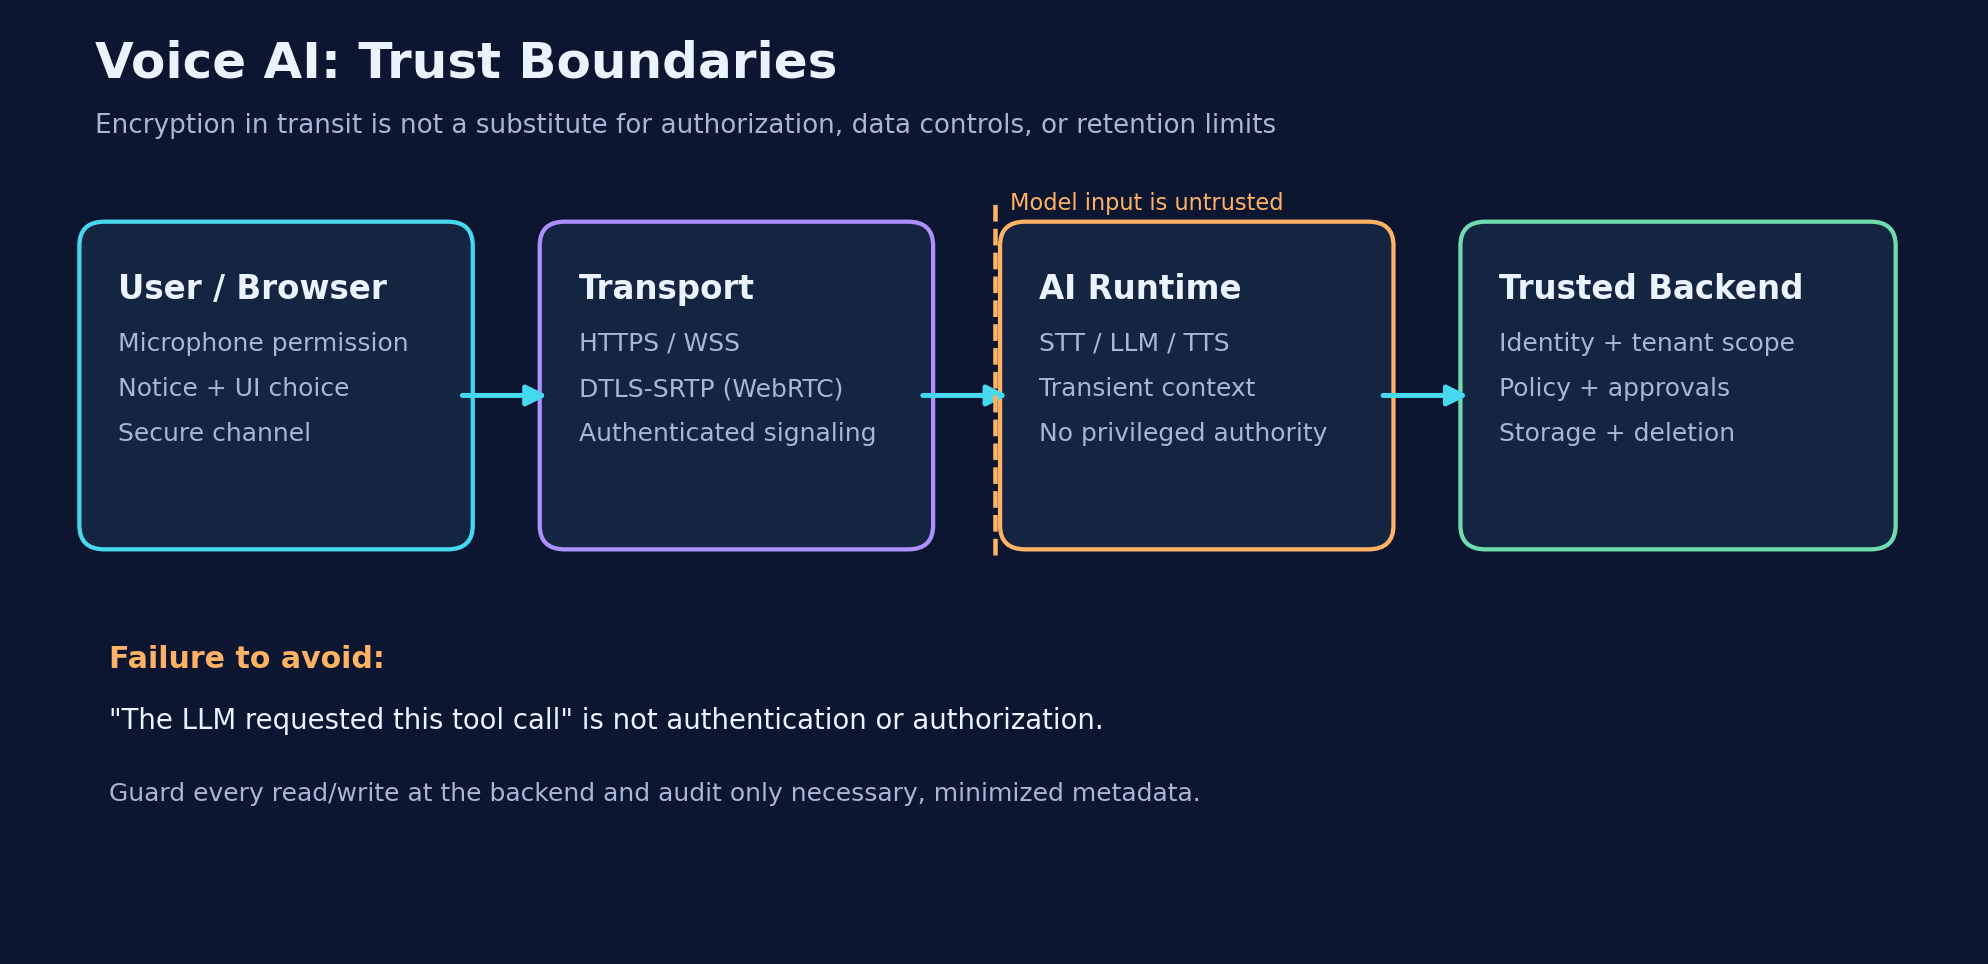 Voice AI: Trust Boundaries
Encryption in transit is not a substitute for authorization, data controls, or retention limits
Model input is untrusted
User / Browser
Microphone permission
Notice + UI choice
Secure channel
Transport
HTTPS / WSS
DTLS-SRTP (WebRTC)
Authenticated signaling
AI Runtime
STT / LLM / TTS
Transient context
No privileged authority
Trusted Backend
Identity + tenant scope
Policy + approvals
Storage + deletion
Failure to avoid:
"The LLM requested this tool call" is not authentication or authorization.
Guard every read/write at the backend and audit only necessary, minimized metadata.